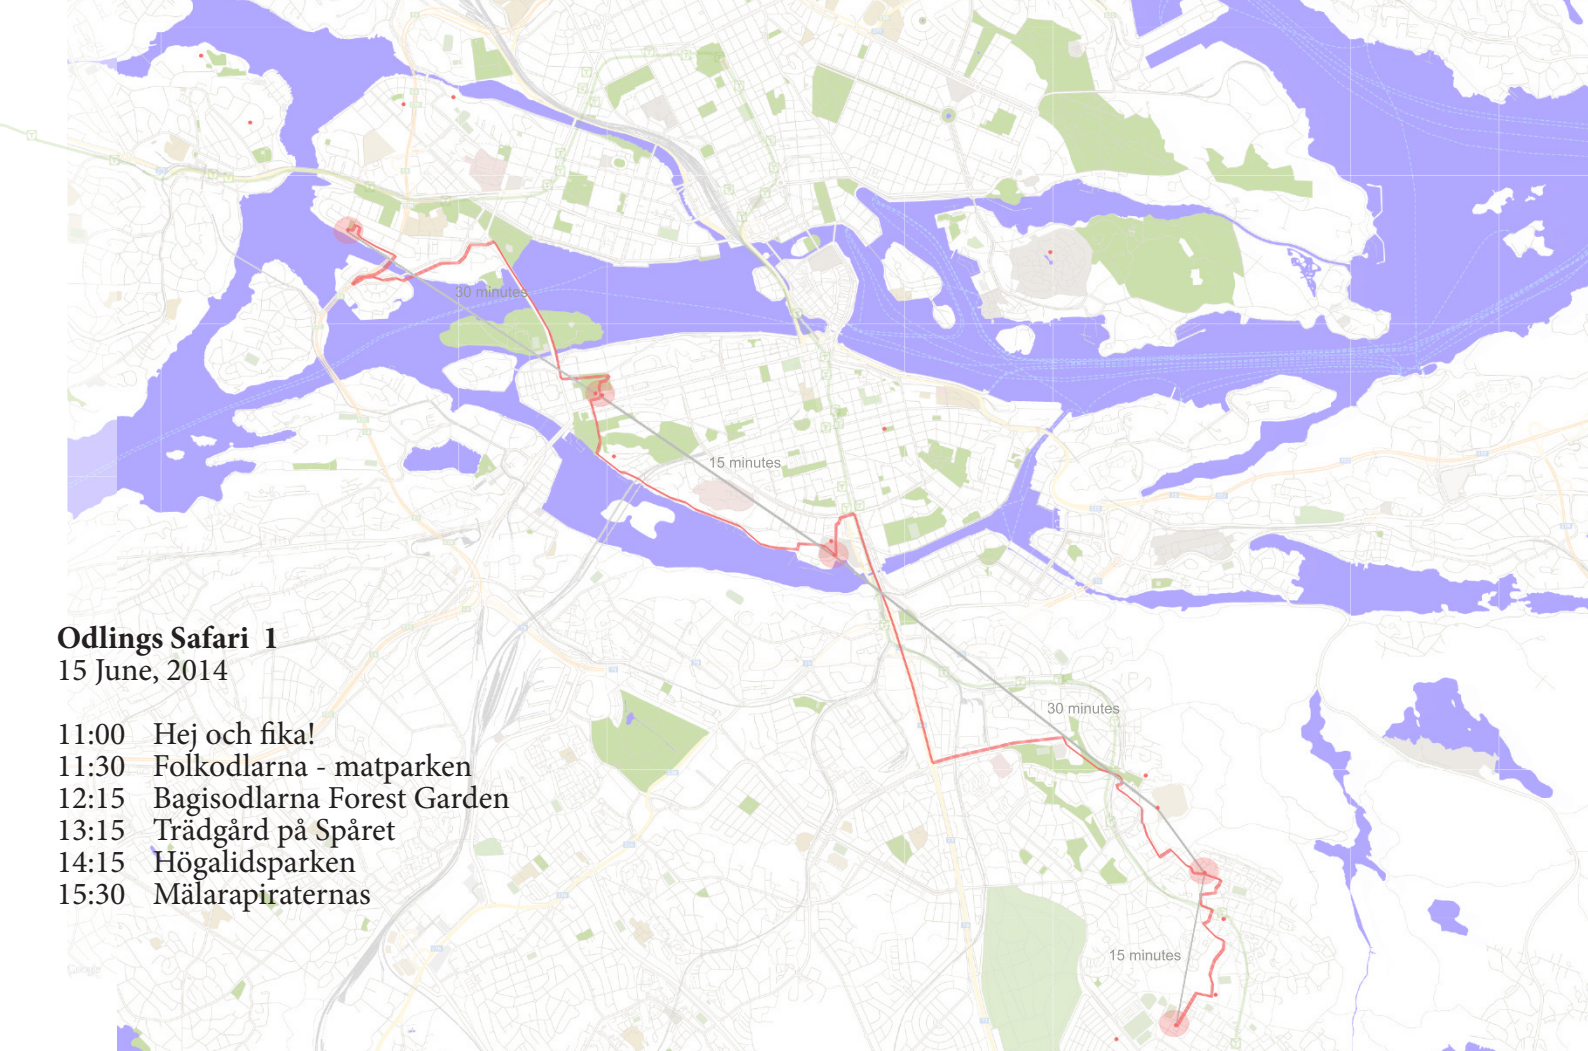 30 minutes
15 minutes
Odlings Safari 1
15 June, 2014
30 minutes
11:00 Hej och fika!
11:30 Folkodlarna - matparken
12:15 Bagisodlarna Forest Garden
13:15 Trädgård på Spåret
14:15 Högalidsparken
15:30 Mälarapiraternas
15 minutes
Google